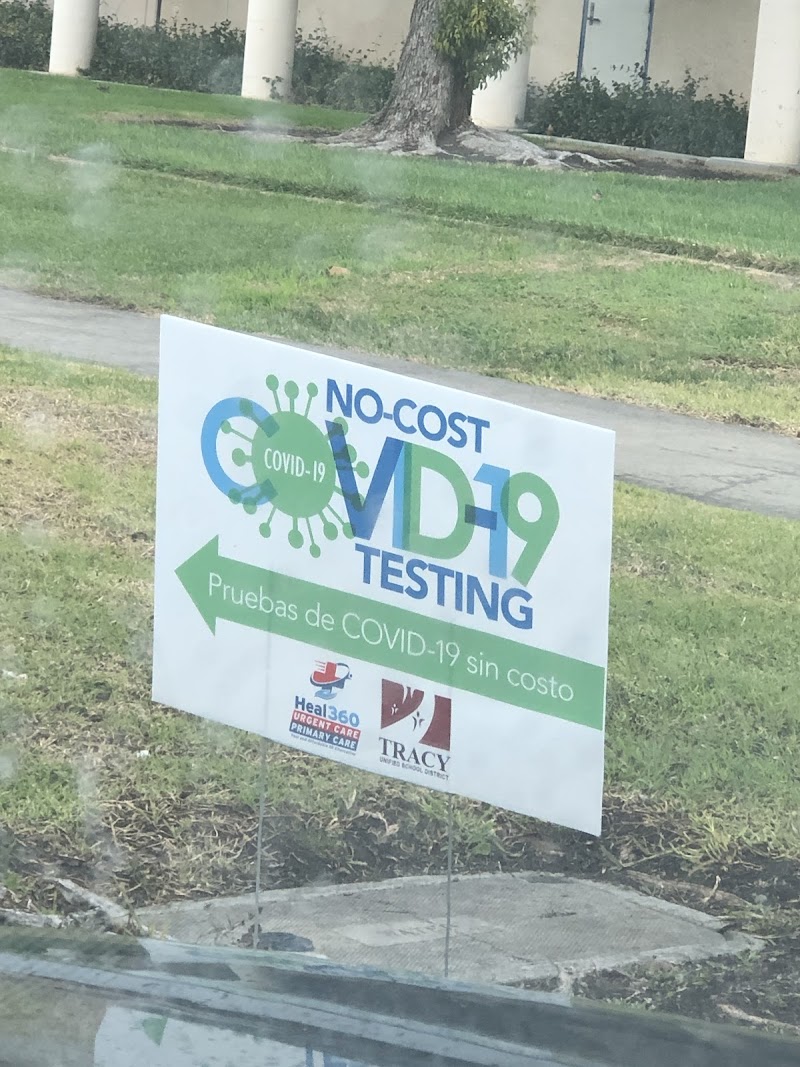 NO-COST
COVID-19
COVID-19
TESTING
Pruebas de COVID-19 sin costo
Heal360
URGENT CARE
PRIMARY CARE
TRACY
UNIFIED SCHOOL DISTRICT